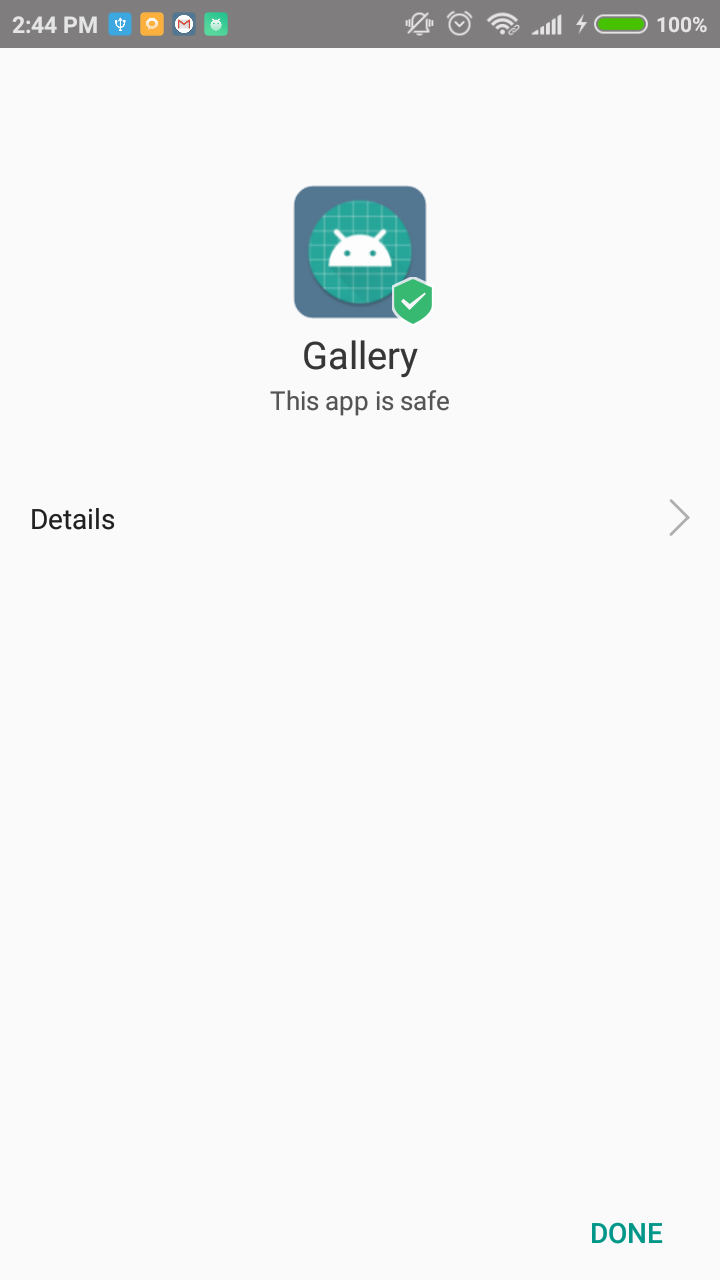 2:44 PM 100%
Gallery
This app is safe
Details
DONE